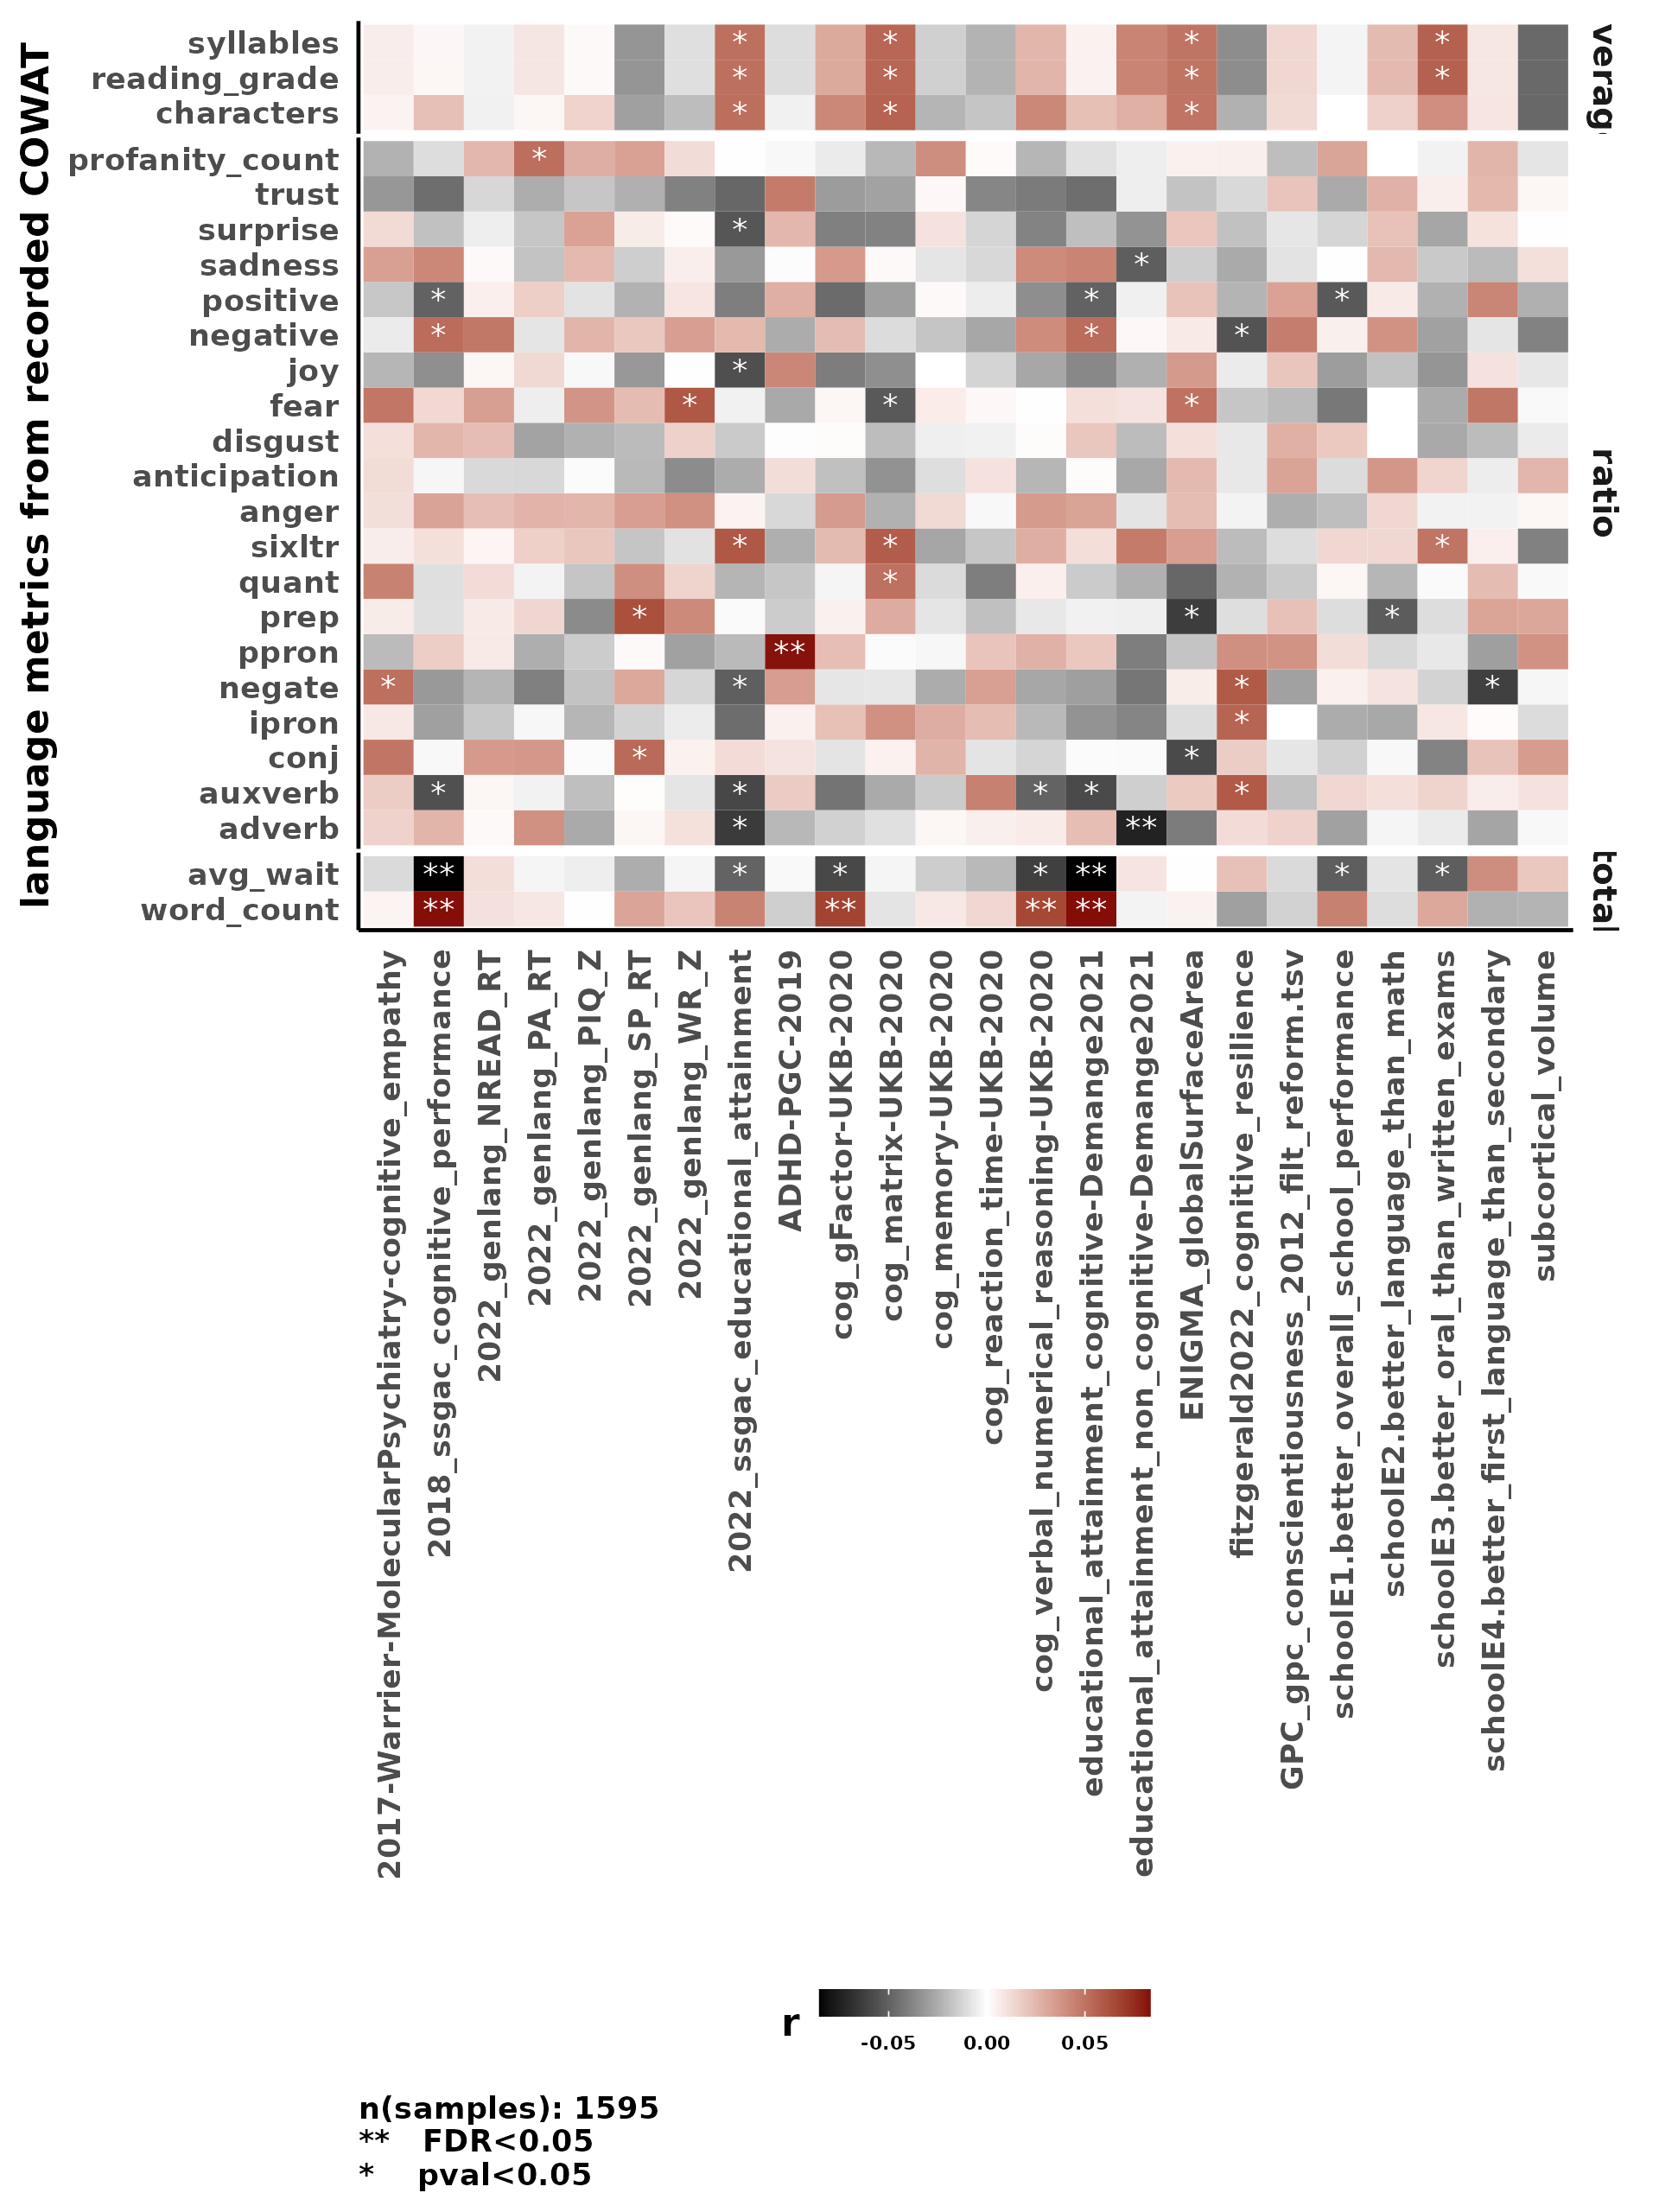 language metrics from recorded COWAT
syllables * * * *
reading_grade * * * *
characters * * *
verag
profanity_count *
trust
surprise *
sadness *
positive * * *
negative * * *
joy *
fear * * *
disgust
anticipation
anger
sixltr * * *
quant *
prep * * *
ppron **
negate * * * *
ipron *
conj * *
auxverb * * * * *
adverb * **
ratio
avg_wait ** * * * ** * *
word_count ** ** ** **
total
2017-Warrier-MolecularPsychiatry-cognitive_empathy
2018_ssgac_cognitive_performance
2022_genlang_NREAD_RT
2022_genlang_PA_RT
2022_genlang_PIQ_Z
2022_genlang_SP_RT
2022_genlang_WR_Z
2022_ssgac_educational_attainment
ADHD-PGC-2019
cog_gFactor-UKB-2020
cog_matrix-UKB-2020
cog_memory-UKB-2020
cog_reaction_time-UKB-2020
cog_verbal_numerical_reasoning-UKB-2020
educational_attainment_cognitive-Demange2021
educational_attainment_non_cognitive-Demange2021
ENIGMA_globalSurfaceArea
fitzgerald2022_cognitive_resilience
GPC_gpc_conscientiousness_2012_filt_reform.tsv
schoolE1.better_overall_school_performance
schoolE2.better_language_than_math
schoolE3.better_oral_than_written_exams
schoolE4.better_first_language_than_secondary
subcortical_volume
r
-0.05 0.00 0.05
n(samples): 1595
** FDR<0.05
* pval<0.05